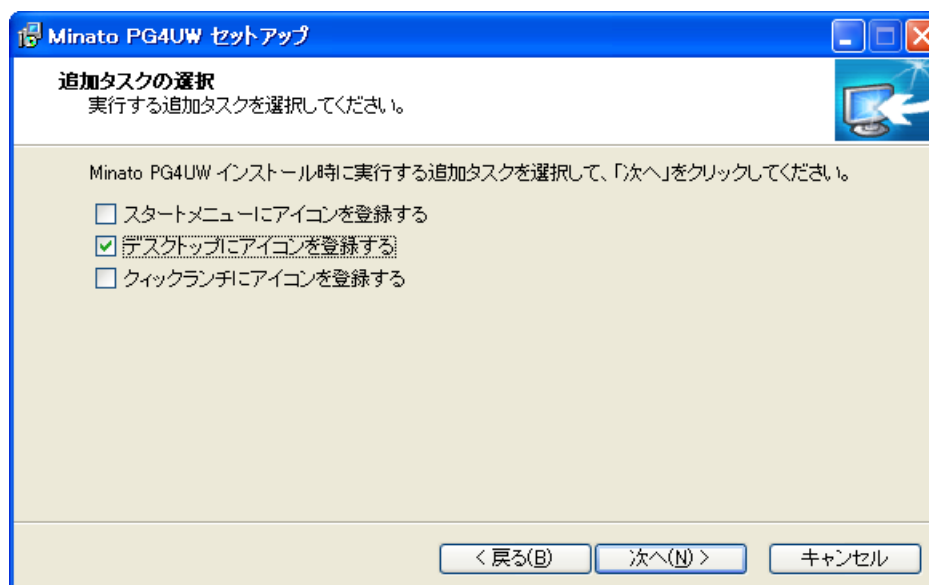 Minato PG4UW セットアップ
追加タスクの選択
実行する追加タスクを選択してください。
Minato PG4UW インストール時に実行する追加タスクを選択して、「次へ」をクリックしてください。
スタートメニューにアイコンを登録する
デスクトップにアイコンを登録する
クィックランチにアイコンを登録する
< 戻る(B)
次へ(N) >
キャンセル